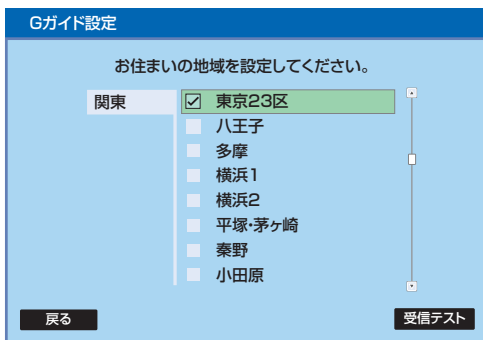 Gガイド設定
お住まいの地域を設定してください。
関東
東京23区
八王子
多摩
横浜1
横浜2
平塚・茅ヶ崎
秦野
小田原
戻る
受信テスト